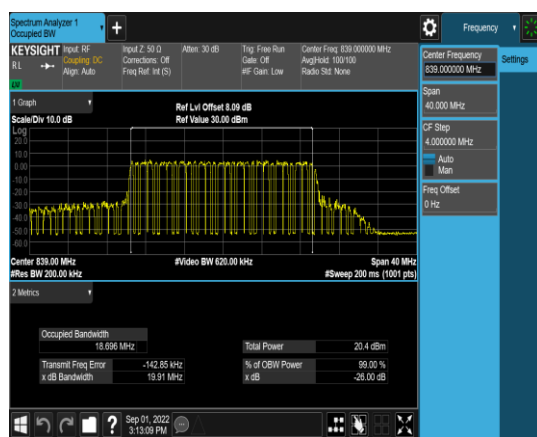 Spectrum Analyzer 1
Occupied BW
Frequency
KEYSIGHT
RL
Input: RF
Coupling: DC
Align: Auto
Input Z: 50 Ω
Corrections: Off
Freq Ref: Int (S)
Atten: 30 dB
Trig: Free Run
Gate: Off
#IF Gain: Low
Center Freq: 839.000000 MHz
Avg|Hold: 100/100
Radio Std: None
Center Frequency
839.000000 MHz
Settings
Span
40.000 MHz
CF Step
4.000000 MHz
Auto
Man
Freq Offset
0 Hz
1 Graph
Scale/Div 10.0 dB
Ref Lvl Offset 8.09 dB
Ref Value 30.00 dBm
Log
20.0
10.0
0.00
-10.0
-20.0
-30.0
-40.0
-50.0
-60.0
Center 839.00 MHz
#Res BW 200.00 kHz
#Video BW 620.00 kHz
Span 40 MHz
#Sweep 200 ms (1001 pts)
2 Metrics
Occupied Bandwidth
18.696 MHz
Total Power 20.4 dBm
Transmit Freq Error -142.85 kHz
% of OBW Power 99.00 %
x dB Bandwidth 19.91 MHz
x dB -26.00 dB
?
Sep 01, 2022
3:13:09 PM